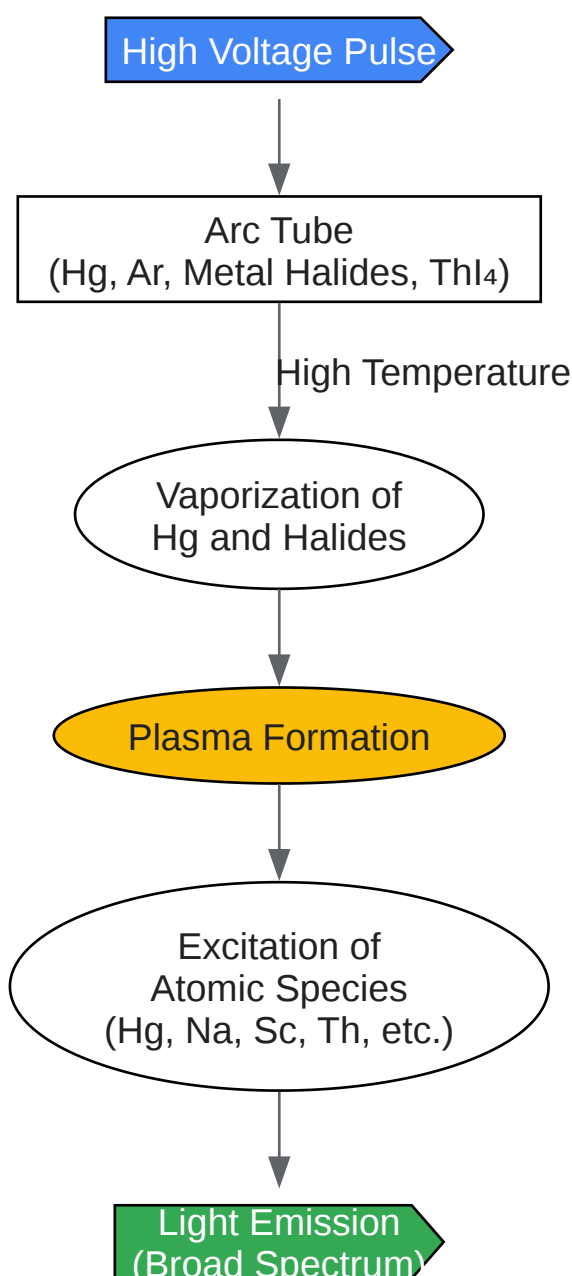 High Voltage Pulse
Arc Tube
(Hg, Ar, Metal Halides, ThI₄)
High Temperature
Vaporization of
Hg and Halides
Plasma Formation
Excitation of
Atomic Species
(Hg, Na, Sc, Th, etc.)
Light Emission
(Broad Spectrum)